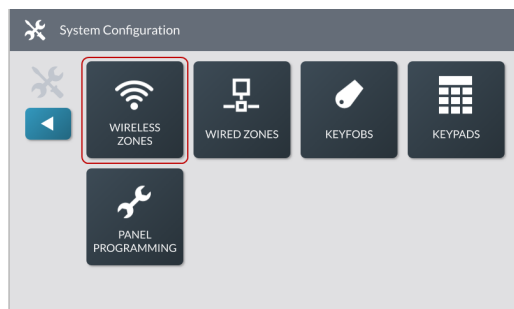 System Configuration
WIRELESS
ZONES
WIRED ZONES
KEYFOBS
KEYPADS
PANEL
PROGRAMMING